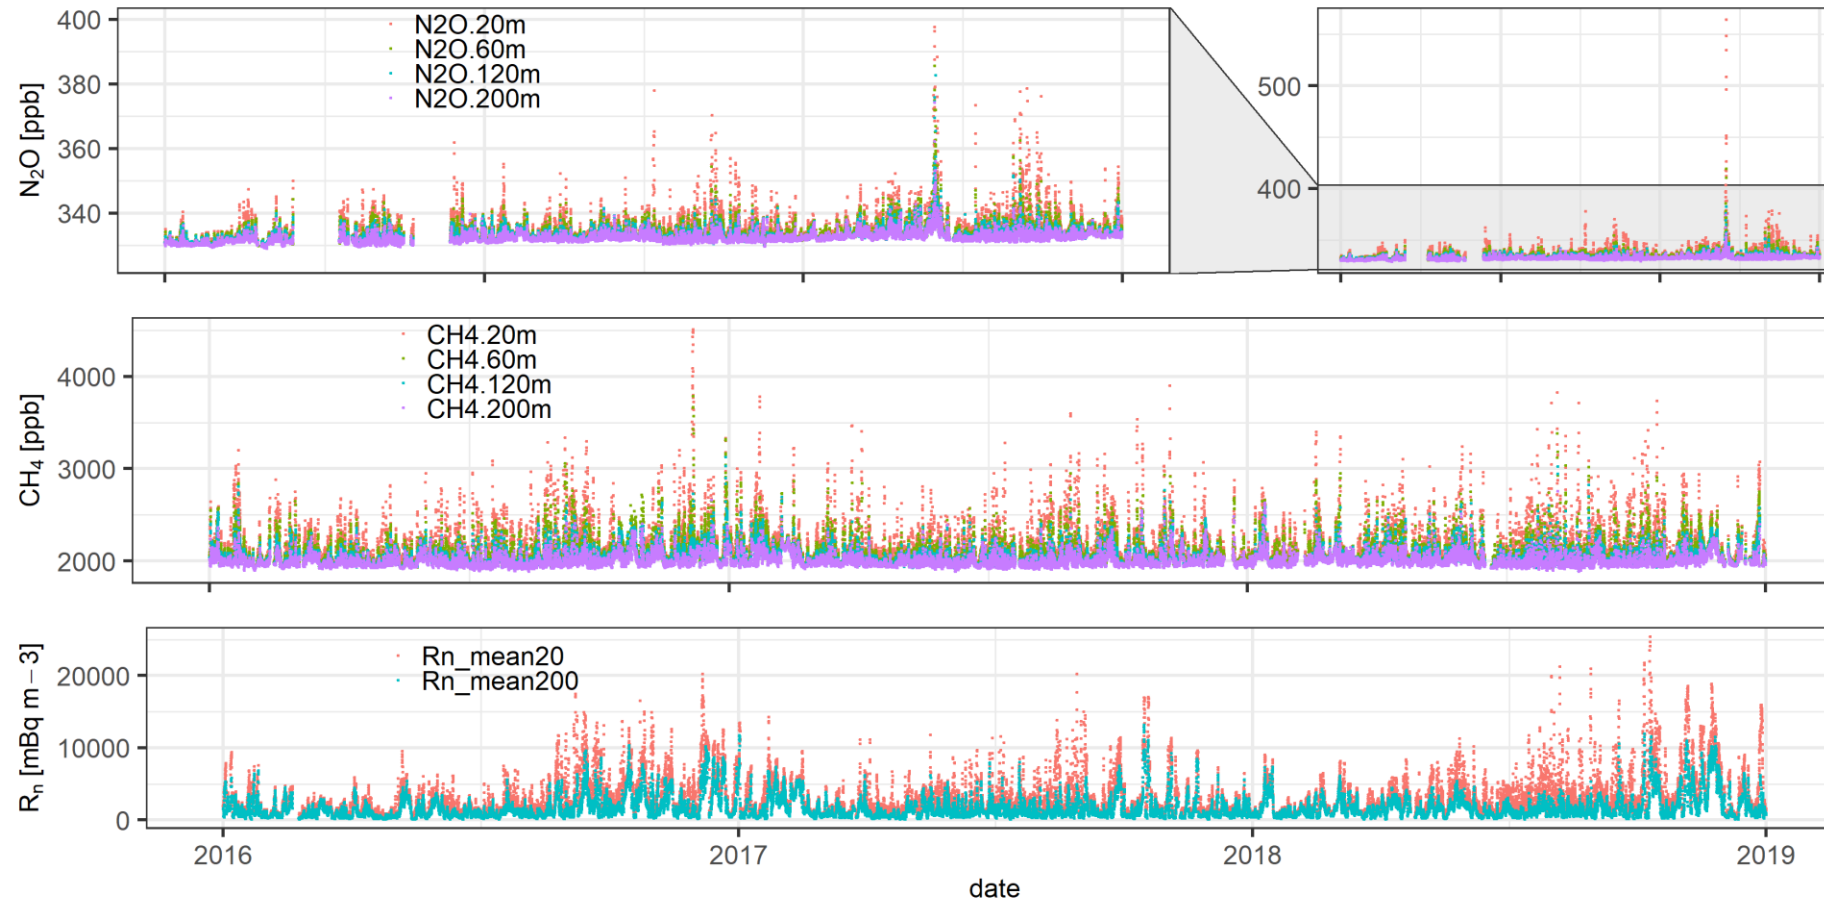 400
380
360
340
N₂O [ppb]
N2O.20m
N2O.60m
N2O.120m
N2O.200m
500
400
4000
3000
2000
CH₄ [ppb]
CH4.20m
CH4.60m
CH4.120m
CH4.200m
20000
10000
0
Rₙ [mBq m−3]
Rn_mean20
Rn_mean200
2016 2017 2018 2019
date